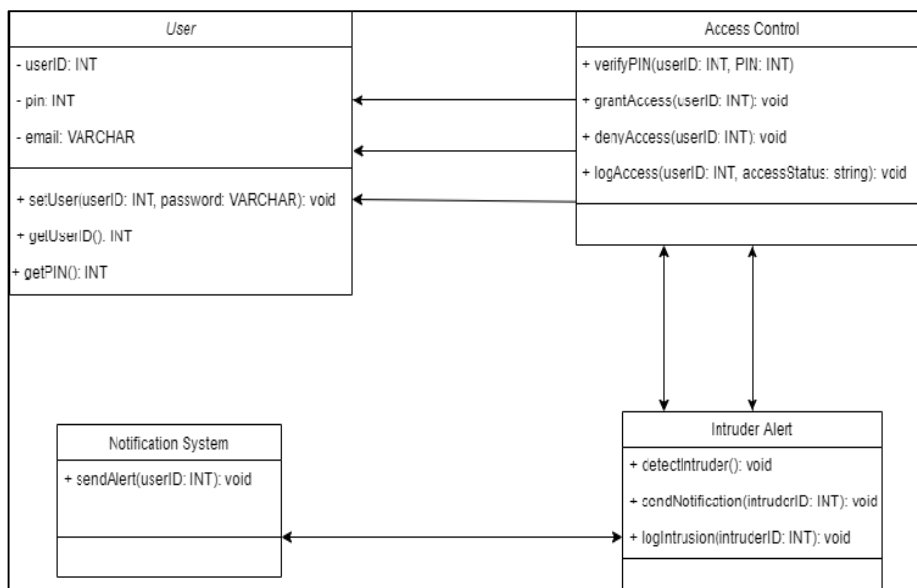 User
- userID: INT
- pin: INT
- email: VARCHAR
+ setUser(userID: INT, password: VARCHAR): void
+ getUserID(). INT
+ getPIN(): INT
Access Control
+ verifyPIN(userID: INT, PIN: INT)
+ grantAccess(userID: INT): void
+ denyAccess(userID: INT): void
+ logAccess(userID: INT, accessStatus: string): void
Notification System
+ sendAlert(userID: INT): void
Intruder Alert
+ detectIntruder(): void
+ sendNotification(intruderID: INT): void
+ logIntrusion(intruderID: INT): void